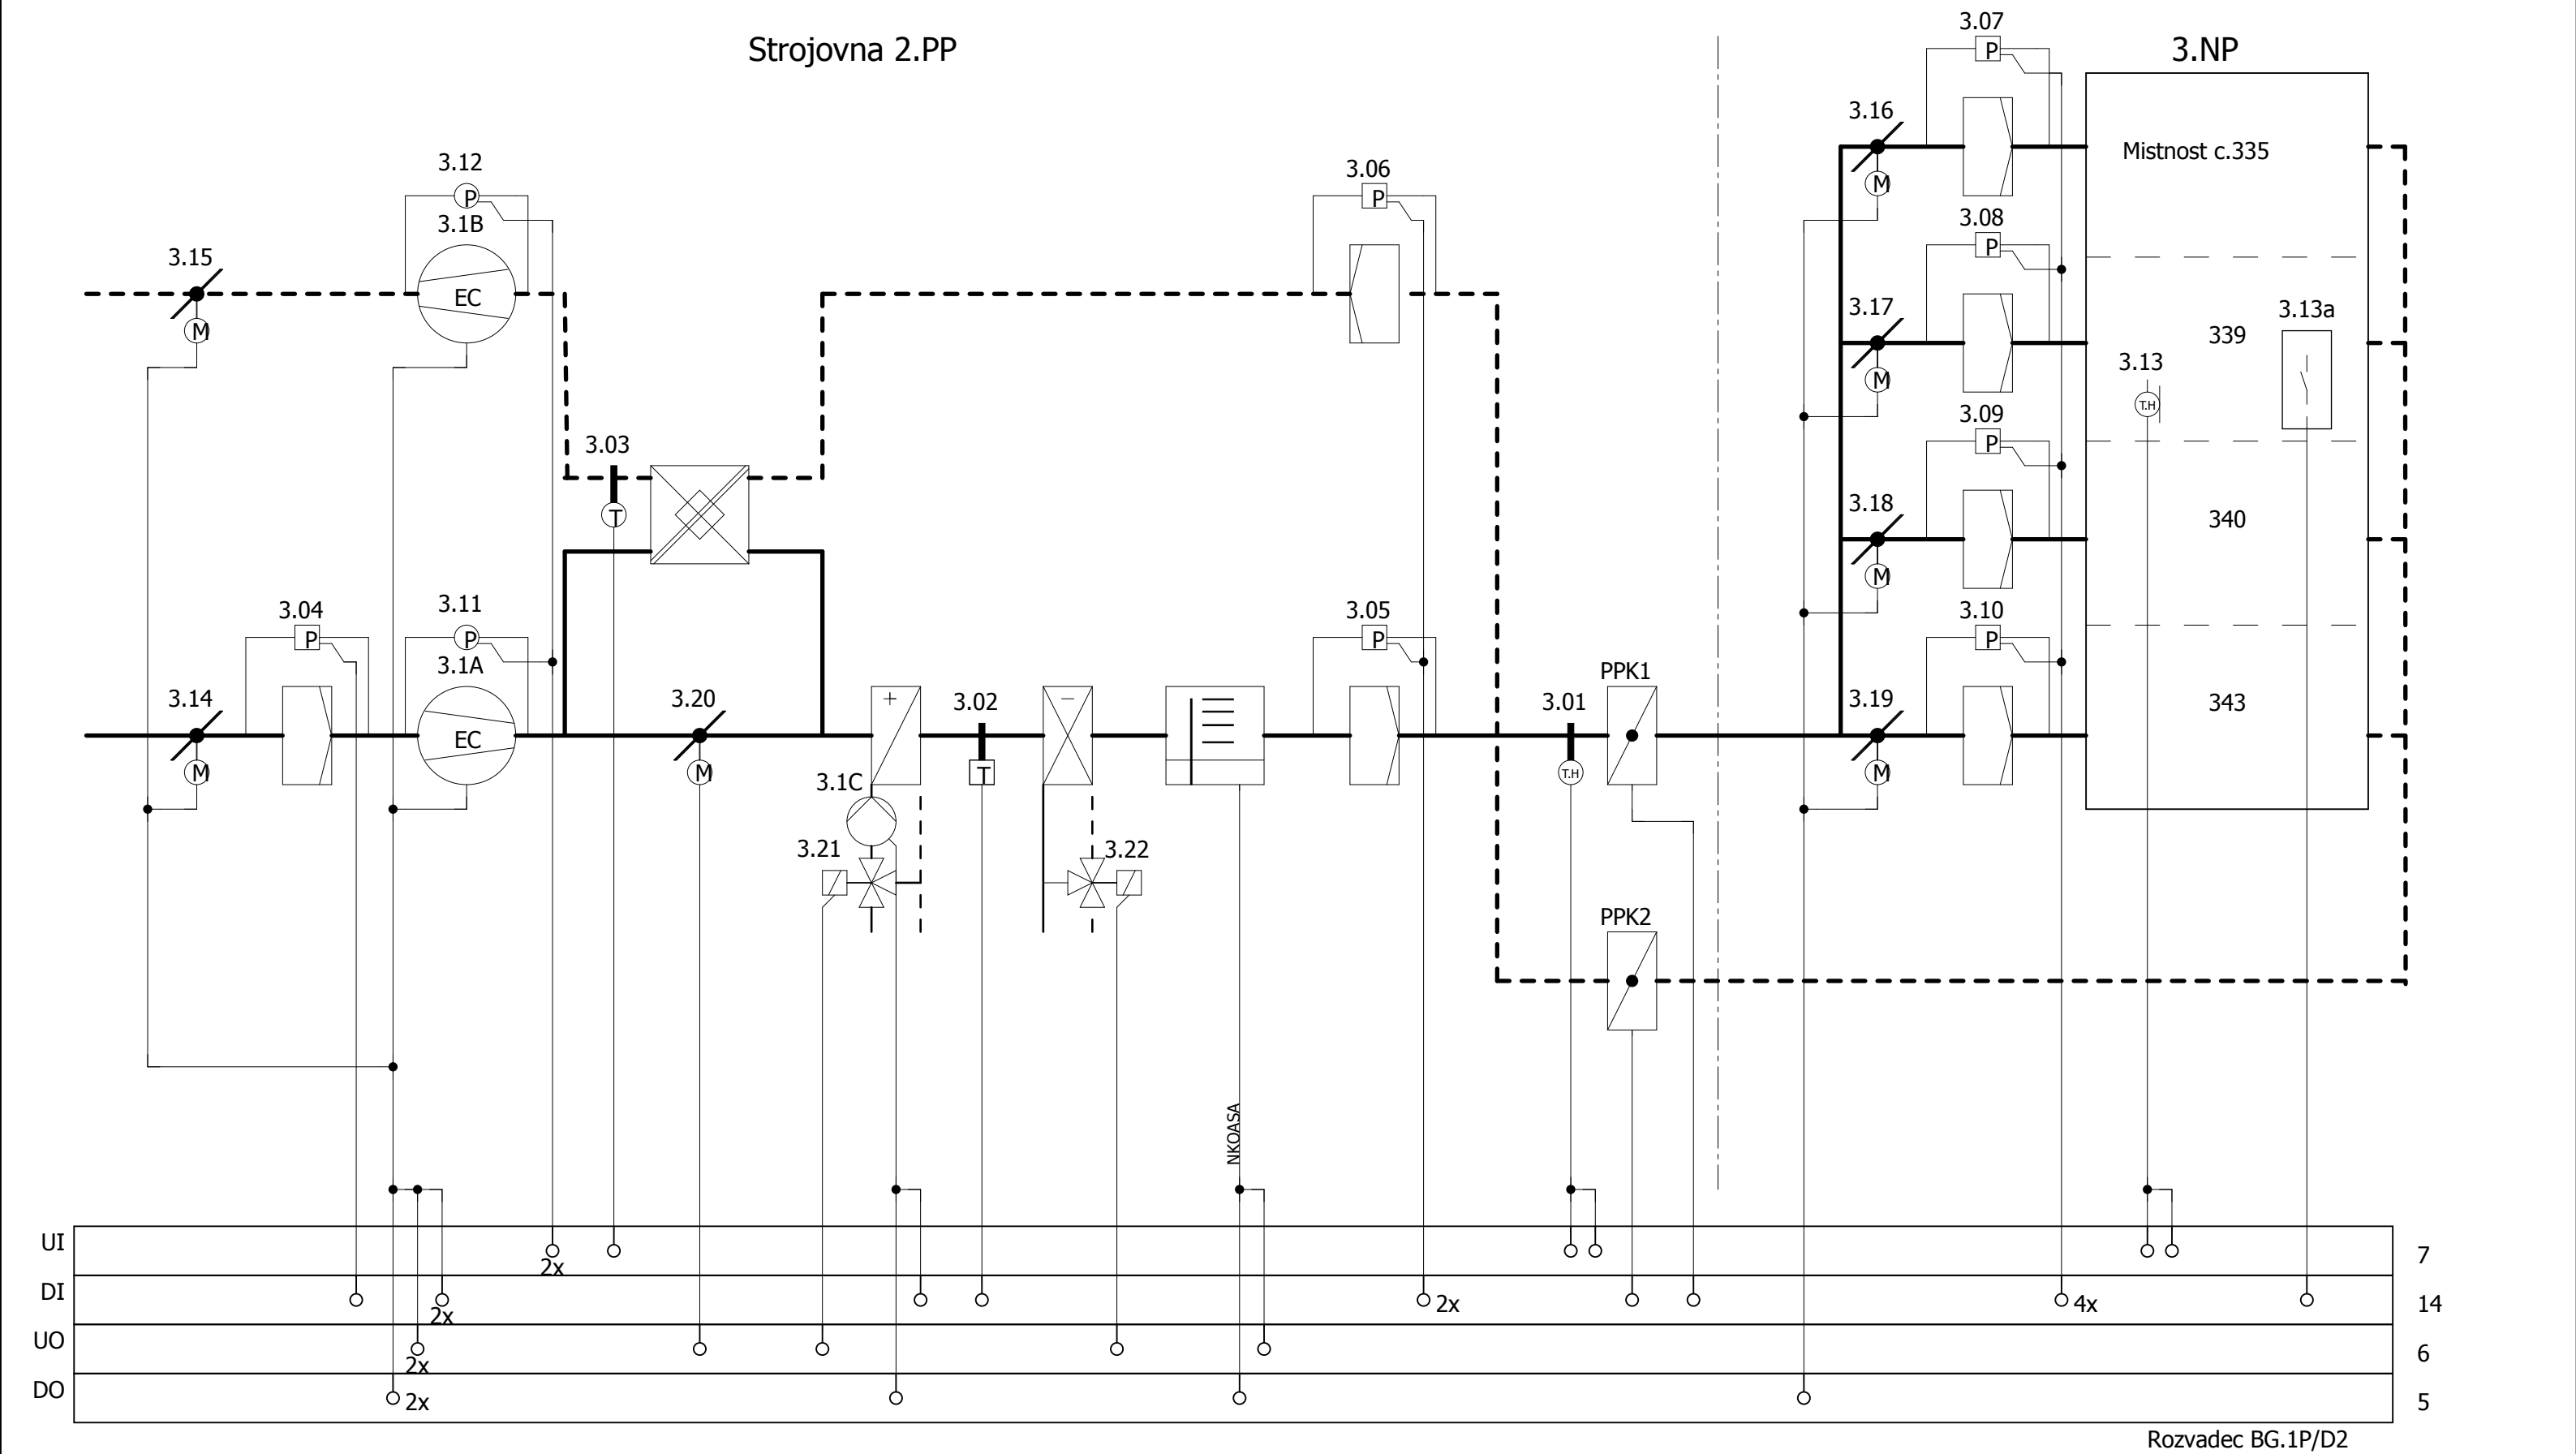 Strojovna 2.PP
3.07
P
3.NP
3.16
M
Mistnost c.335
3.12
P
3.1B
EC
3.06
P
3.08
P
3.15
M
3.17
M
339
3.13a
3.13
T.H
3.03
T
3.09
P
3.18
M
340
3.04
P
3.11
P
3.1A
EC
3.05
P
3.10
P
3.14
M
3.20
M
+
3.02
T
–
3.01
T.H
PPK1
3.19
M
343
3.1C
3.21
3.22
PPK2
NKOASA
UI
2x
7
DI
2x
2x
4x
14
UO
2x
6
DO
2x
5
Rozvadec BG.1P/D2